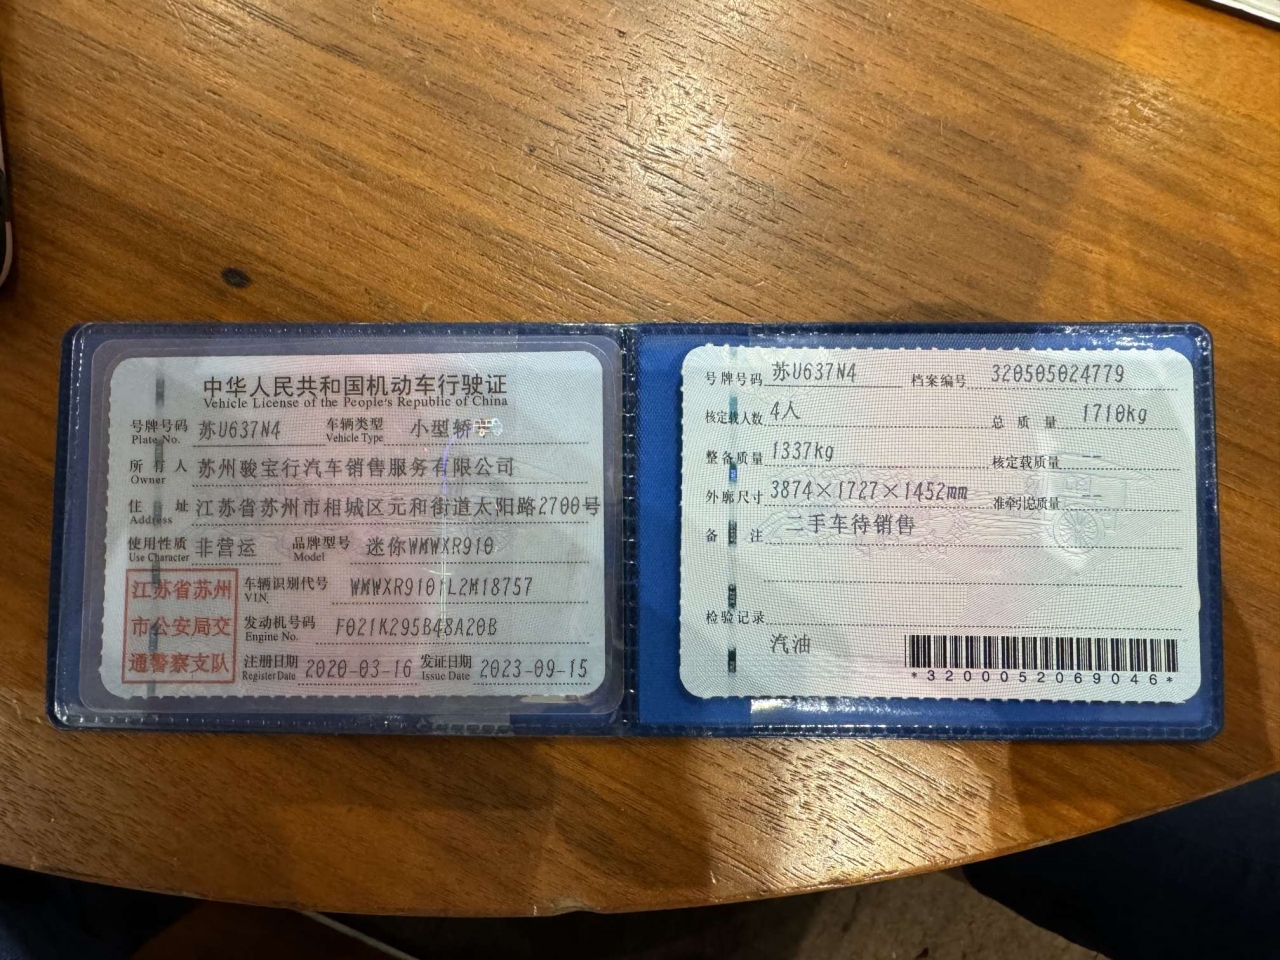 中华人民共和国机动车行驶证
Vehicle License of the People's Republic of China
号牌号码 苏U637N4 车辆类型 小型轿
Plate No. Vehicle Type
所有人 苏州骏宝行汽车销售服务有限公司
Owner
住址 江苏省苏州市相城区元和街道太阳路2700号
Address
使用性质 非营运 品牌型号 迷你WMWXR910
Use Character Model
江苏省苏州
市公安局交
通警察支队
车辆识别代号 WMWXR9101L2M18757
VIN
发动机号码 F021K295B48A20B
Engine No.
注册日期 2020-03-16 发证日期 2023-09-15
Register Date Issue Date
号牌号码 苏U637N4 档案编号 320505024779
核定载人数 4人 总质量 1710kg
整备质量 1337kg 核定载质量 --
外廓尺寸 3874×1727×1452mm 准牵引总质量 --
备注 二手车待销售
检验记录
汽油
*3200052069046*